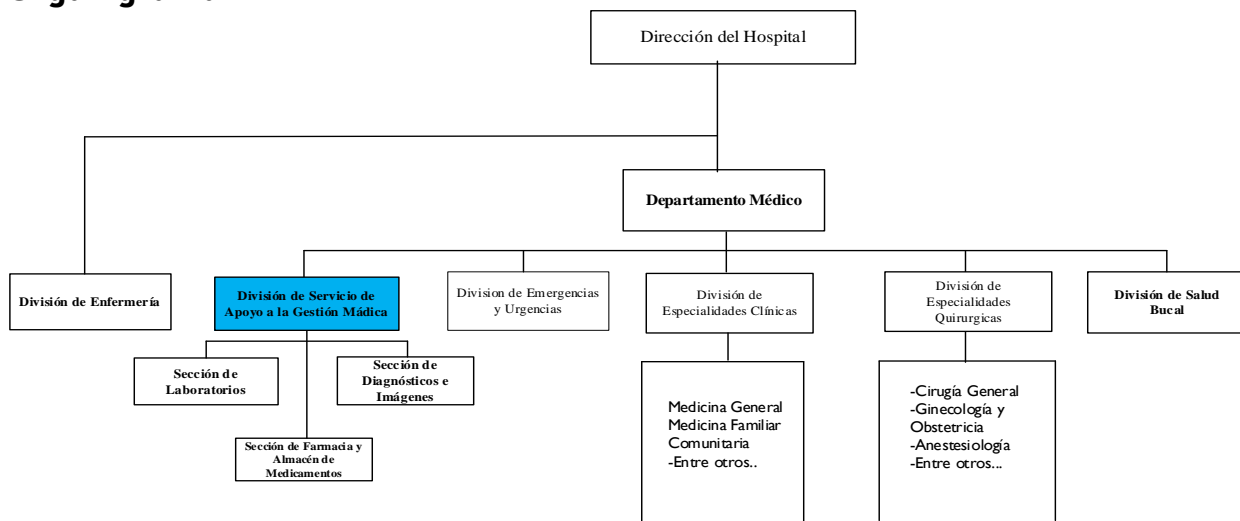 Dirección del Hospital
Departamento Médico
División de Enfermería
División de Servicio de
Apoyo a la Gestión Mádica
Division de Emergencias
y Urgencias
División de
Especialidades Clínicas
División de
Especialidades
Quirurgicas
División de Salud
Bucal
Sección de
Laboratorios
Sección de
Diagnósticos e
Imágenes
Sección de Farmacia y
Almacén de
Medicamentos
Medicina General
Medicina Familiar
Comunitaria
-Entre otros..
-Cirugía General
-Ginecología y
Obstetricia
-Anestesiología
-Entre otros...